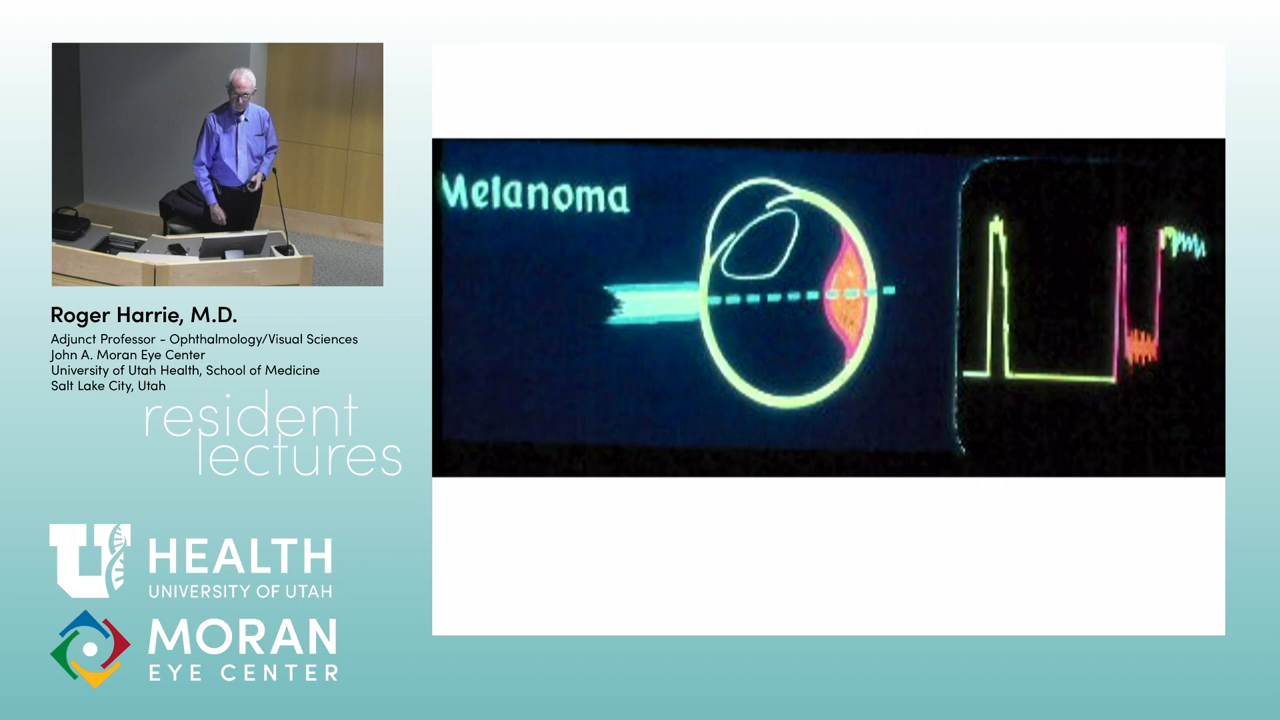 Melanoma
Roger Harrie, M.D.
Adjunct Professor – Ophthalmology/Visual Sciences
John A. Moran Eye Center
University of Utah Health, School of Medicine
Salt Lake City, Utah
resident
lectures
U HEALTH
UNIVERSITY OF UTAH
MORAN
EYE CENTER